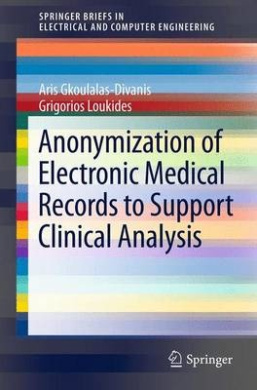 SPRINGER BRIEFS IN
ELECTRICAL AND COMPUTER ENGINEERING
Aris Gkoulalas-Divanis
Grigorios Loukides
Anonymization of
Electronic Medical
Records to Support
Clinical Analysis
Springer